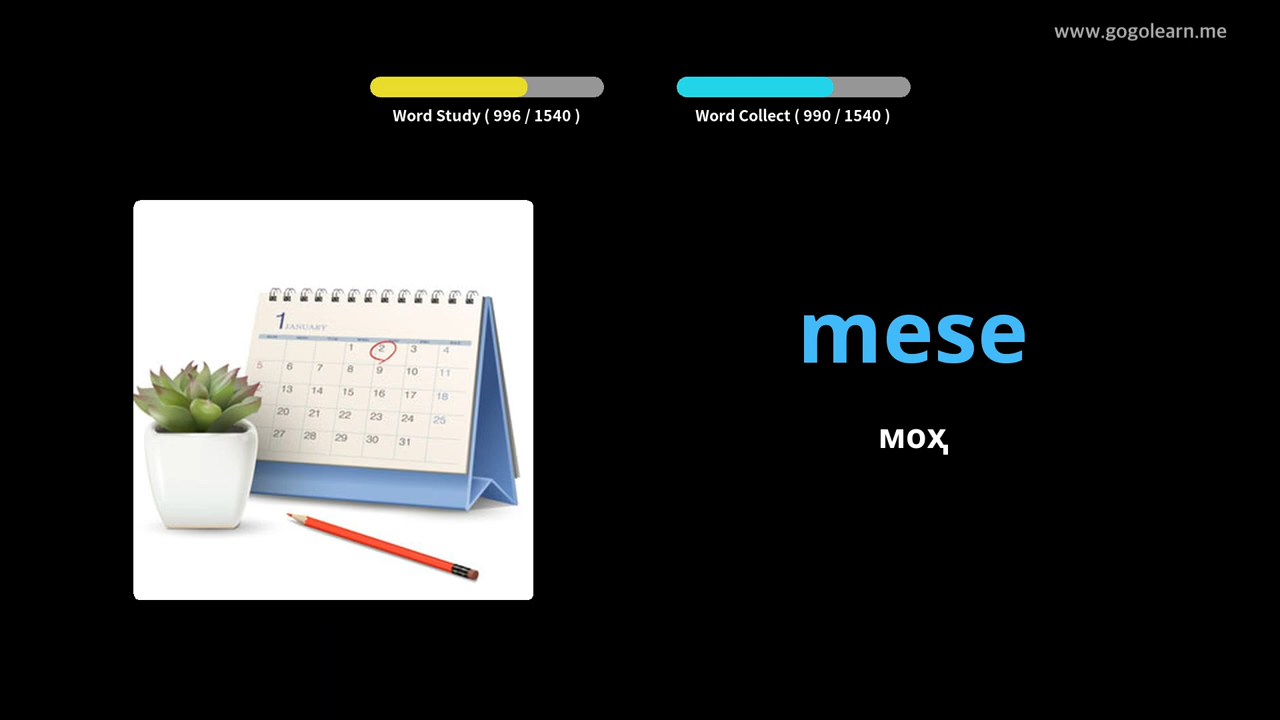 www.gogolearn.me
Word Study ( 996 / 1540 )
Word Collect ( 990 / 1540 )
mese
моҳ
1 JANUARY
1 2 3 4
5 6 7 8 9 10 11
2 13 14 15 16 17 18
20 21 22 23 24 25
27 28 29 30 31